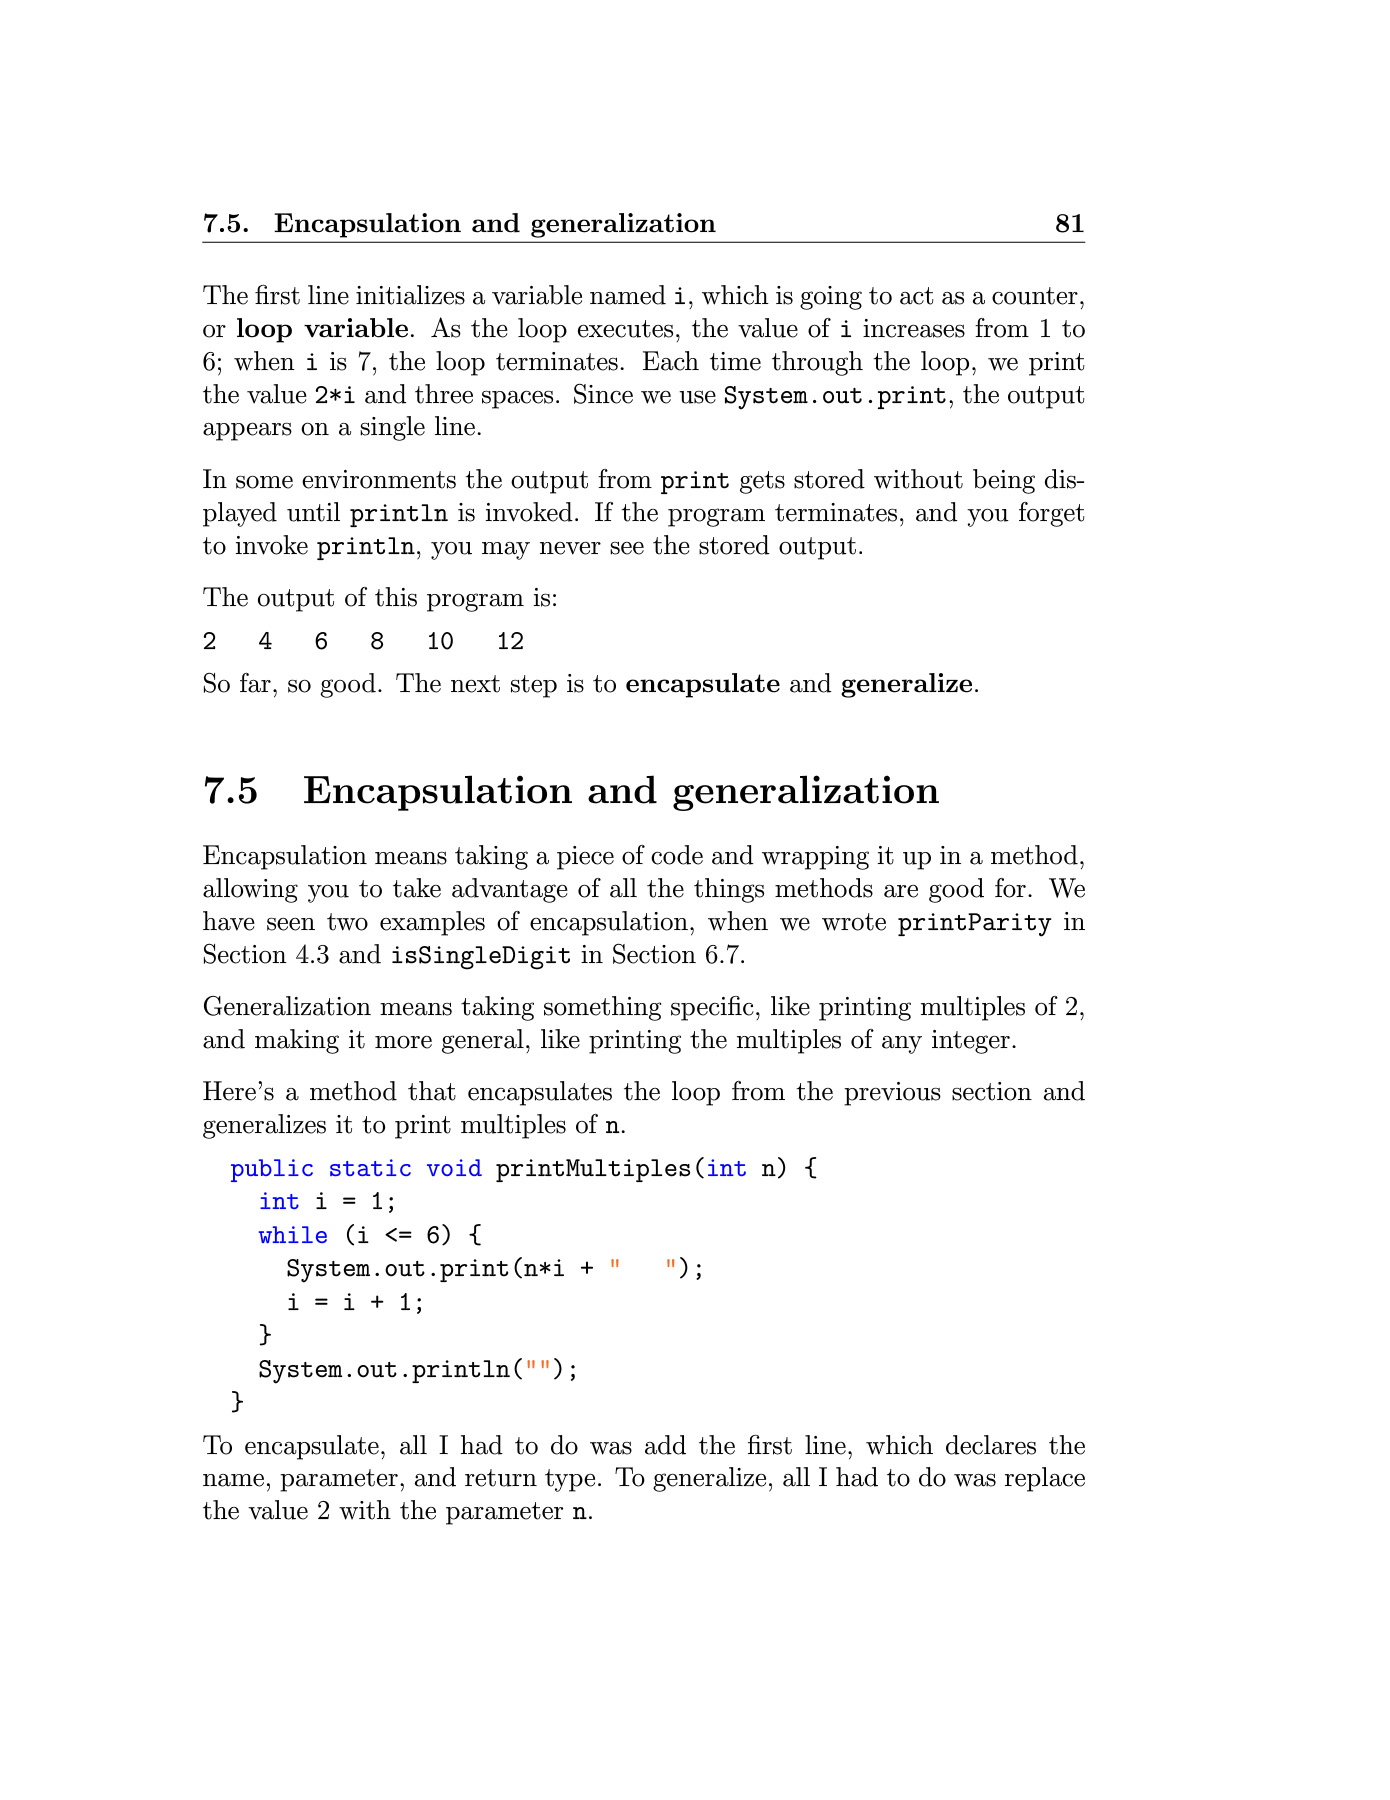 7.5. Encapsulation and generalization 81
The first line initializes a variable named i, which is going to act as a counter,
or loop variable. As the loop executes, the value of i increases from 1 to
6; when i is 7, the loop terminates. Each time through the loop, we print
the value 2*i and three spaces. Since we use System.out.print, the output
appears on a single line.
In some environments the output from print gets stored without being dis-
played until println is invoked. If the program terminates, and you forget
to invoke println, you may never see the stored output.
The output of this program is:
2   4   6   8   10   12
So far, so good. The next step is to encapsulate and generalize.
7.5 Encapsulation and generalization
Encapsulation means taking a piece of code and wrapping it up in a method,
allowing you to take advantage of all the things methods are good for. We
have seen two examples of encapsulation, when we wrote printParity in
Section 4.3 and isSingleDigit in Section 6.7.
Generalization means taking something specific, like printing multiples of 2,
and making it more general, like printing the multiples of any integer.
Here's a method that encapsulates the loop from the previous section and
generalizes it to print multiples of n.
public static void printMultiples(int n) {
  int i = 1;
  while (i <= 6) {
    System.out.print(n*i + "   ");
    i = i + 1;
  }
  System.out.println("");
}
To encapsulate, all I had to do was add the first line, which declares the
name, parameter, and return type. To generalize, all I had to do was replace
the value 2 with the parameter n.